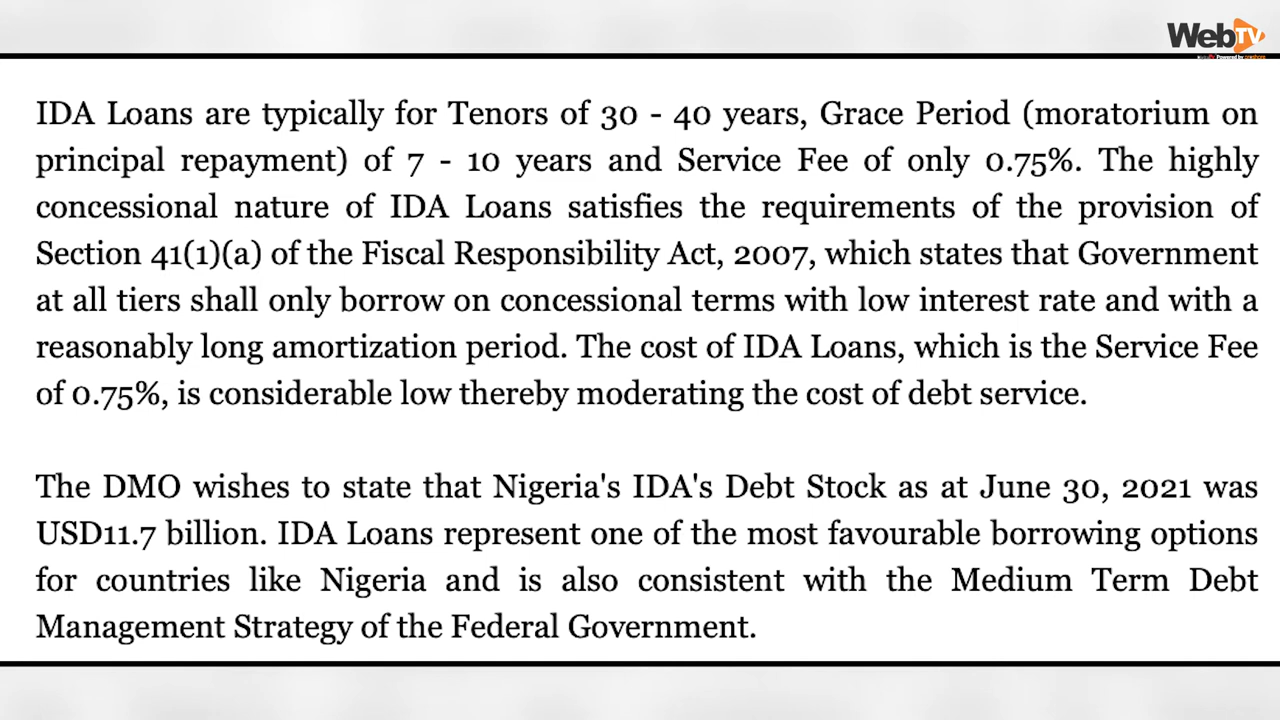 WebTV
IDA Loans are typically for Tenors of 30 - 40 years, Grace Period (moratorium on
principal repayment) of 7 - 10 years and Service Fee of only 0.75%. The highly
concessional nature of IDA Loans satisfies the requirements of the provision of
Section 41(1)(a) of the Fiscal Responsibility Act, 2007, which states that Government
at all tiers shall only borrow on concessional terms with low interest rate and with a
reasonably long amortization period. The cost of IDA Loans, which is the Service Fee
of 0.75%, is considerable low thereby moderating the cost of debt service.
The DMO wishes to state that Nigeria's IDA's Debt Stock as at June 30, 2021 was
USD11.7 billion. IDA Loans represent one of the most favourable borrowing options
for countries like Nigeria and is also consistent with the Medium Term Debt
Management Strategy of the Federal Government.